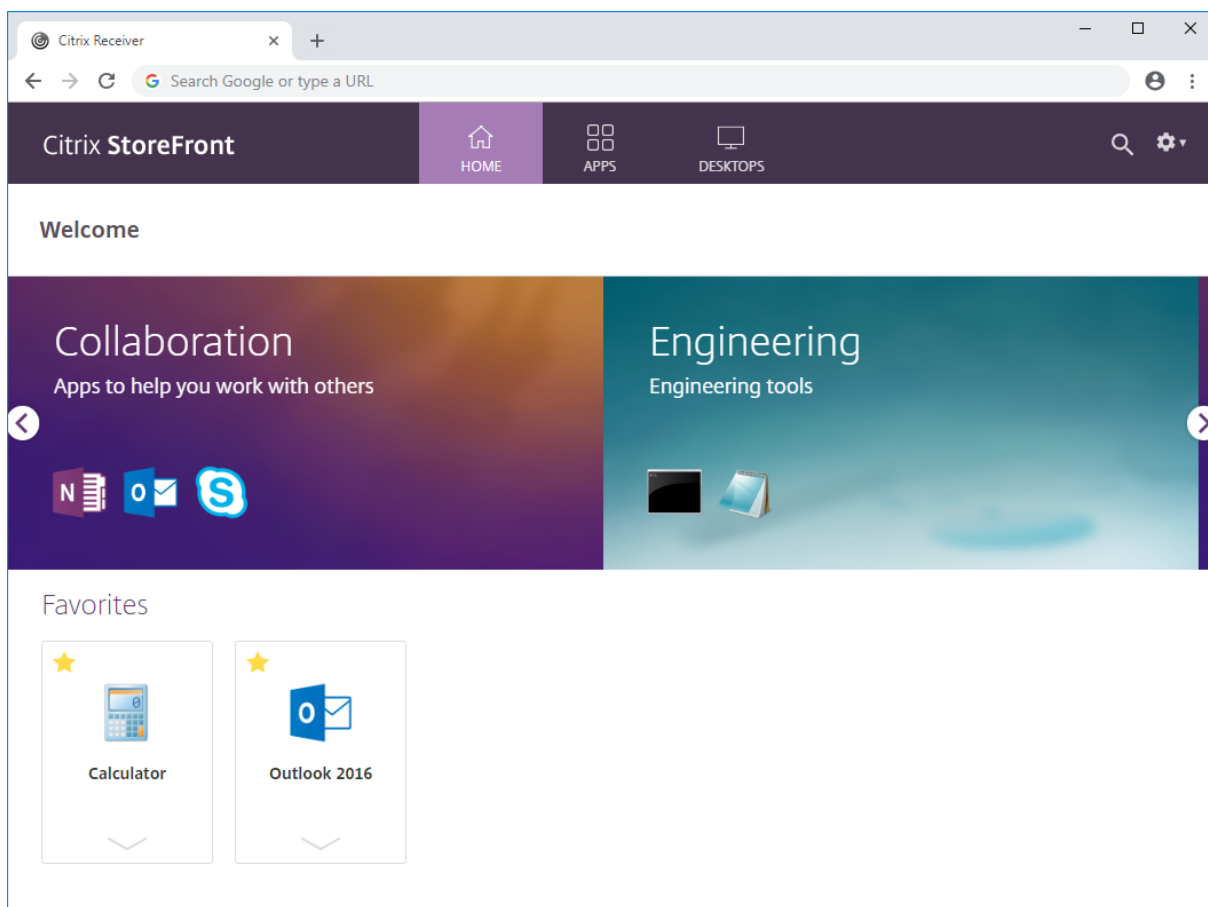 Citrix Receiver
Search Google or type a URL
Citrix StoreFront
HOME
APPS
DESKTOPS
Welcome
Collaboration
Apps to help you work with others
Engineering
Engineering tools
N
O
S
Favorites
0
O
Calculator
Outlook 2016